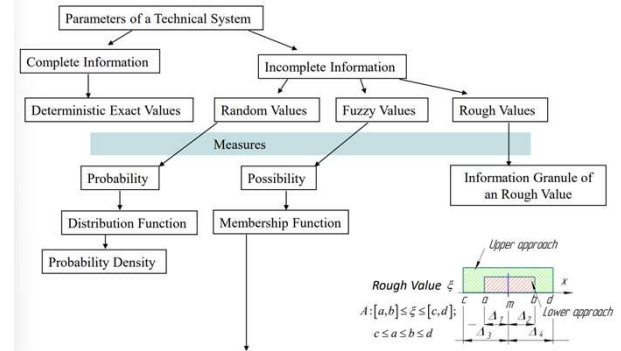 Parameters of a Technical System
Complete Information
Incomplete Information
Deterministic Exact Values
Random Values
Fuzzy Values
Rough Values
Measures
Probability
Possibility
Information Granule of
an Rough Value
Distribution Function
Membership Function
Probability Density
Upper approach
Rough Value ξ
x
c a m b d
Lower approach
A:[a,b]≤ξ≤[c,d];
Δ₁ Δ₂
c≤a≤b≤d
Δ₃ Δ₄